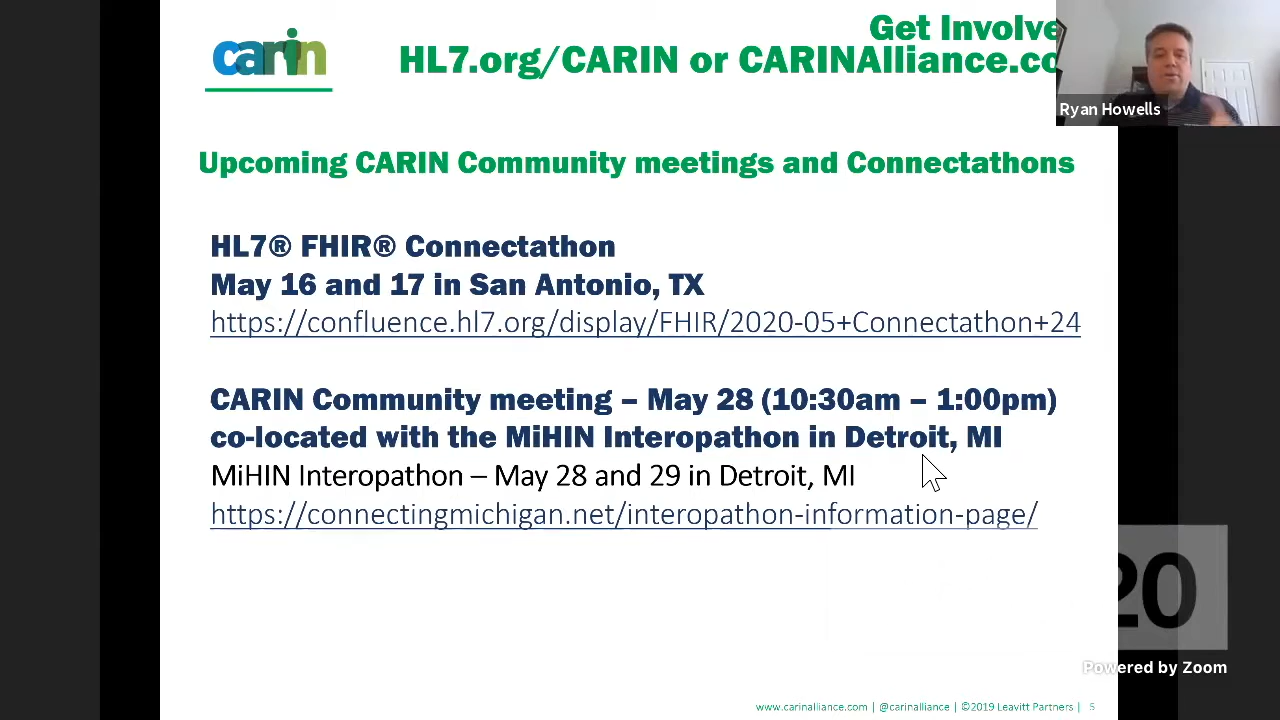 carin
Get Involve
HL7.org/CARIN or CARINAlliance.co
Ryan Howells
Upcoming CARIN Community meetings and Connectathons
HL7® FHIR® Connectathon
May 16 and 17 in San Antonio, TX
https://confluence.hl7.org/display/FHIR/2020-05+Connectathon+24
CARIN Community meeting – May 28 (10:30am – 1:00pm)
co-located with the MiHIN Interopathon in Detroit, MI
MiHIN Interopathon – May 28 and 29 in Detroit, MI
https://connectingmichigan.net/interopathon-information-page/
20
Powered by Zoom
www.carinalliance.com | @carinalliance | ©2019 Leavitt Partners | 5